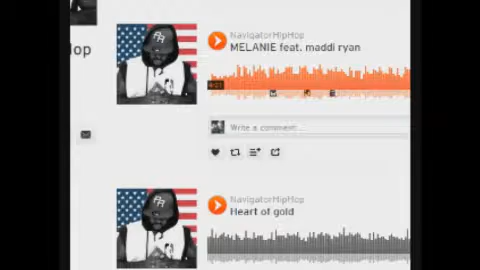 hop
NavigatorHipHop
MELANIE feat. maddi ryan
Write a comment...
NavigatorHipHop
Heart of gold